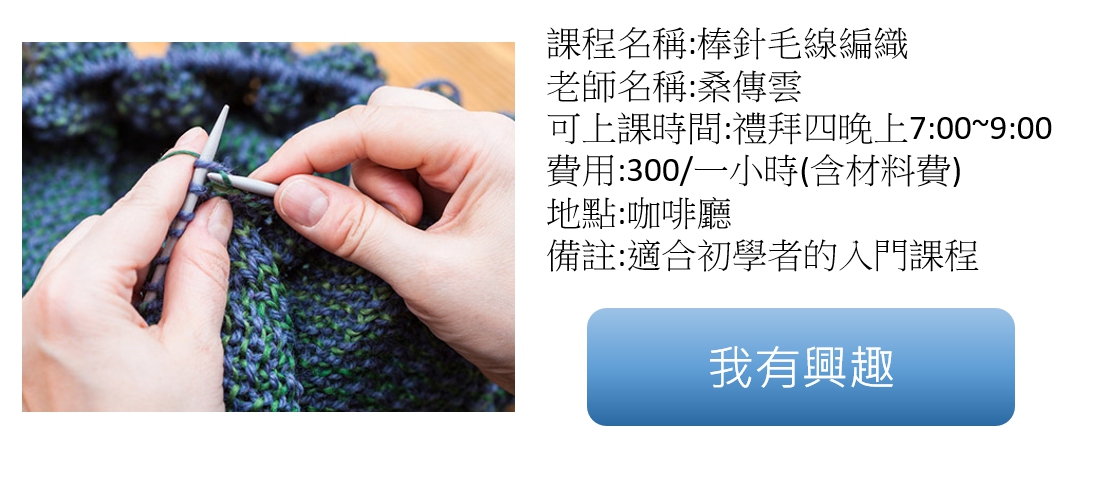 課程名稱:棒針毛線編織
老師名稱:桑傳雲
可上課時間:禮拜四晚上7:00~9:00
費用:300/一小時(含材料費)
地點:咖啡廳
備註:適合初學者的入門課程
我有興趣